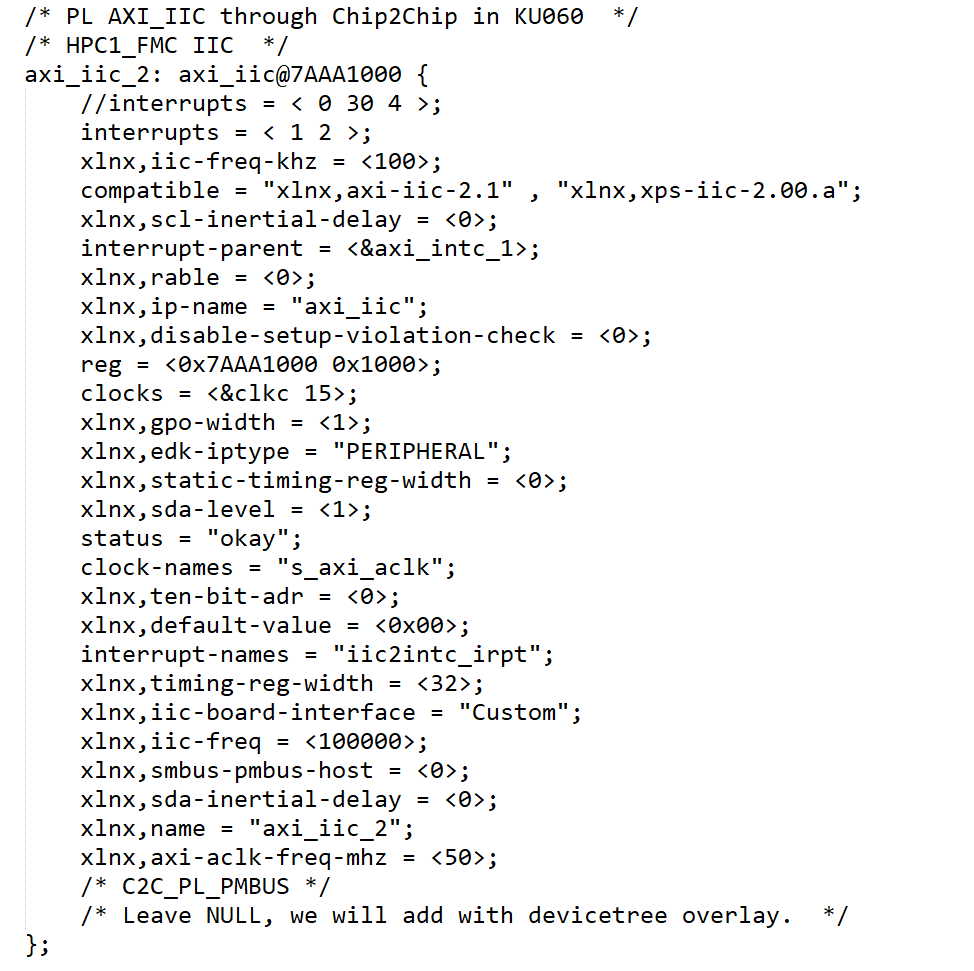 /* PL AXI_IIC through Chip2Chip in KU060  */
/* HPC1_FMC IIC  */
axi_iic_2: axi_iic@7AAA1000 {
    //interrupts = < 0 30 4 >;
    interrupts = < 1 2 >;
    xlnx,iic-freq-khz = <100>;
    compatible = "xlnx,axi-iic-2.1" , "xlnx,xps-iic-2.00.a";
    xlnx,scl-inertial-delay = <0>;
    interrupt-parent = <&axi_intc_1>;
    xlnx,rable = <0>;
    xlnx,ip-name = "axi_iic";
    xlnx,disable-setup-violation-check = <0>;
    reg = <0x7AAA1000 0x1000>;
    clocks = <&clkc 15>;
    xlnx,gpo-width = <1>;
    xlnx,edk-iptype = "PERIPHERAL";
    xlnx,static-timing-reg-width = <0>;
    xlnx,sda-level = <1>;
    status = "okay";
    clock-names = "s_axi_aclk";
    xlnx,ten-bit-adr = <0>;
    xlnx,default-value = <0x00>;
    interrupt-names = "iic2intc_irpt";
    xlnx,timing-reg-width = <32>;
    xlnx,iic-board-interface = "Custom";
    xlnx,iic-freq = <100000>;
    xlnx,smbus-pmbus-host = <0>;
    xlnx,sda-inertial-delay = <0>;
    xlnx,name = "axi_iic_2";
    xlnx,axi-aclk-freq-mhz = <50>;
    /* C2C_PL_PMBUS */
    /* Leave NULL, we will add with devicetree overlay.  */
};